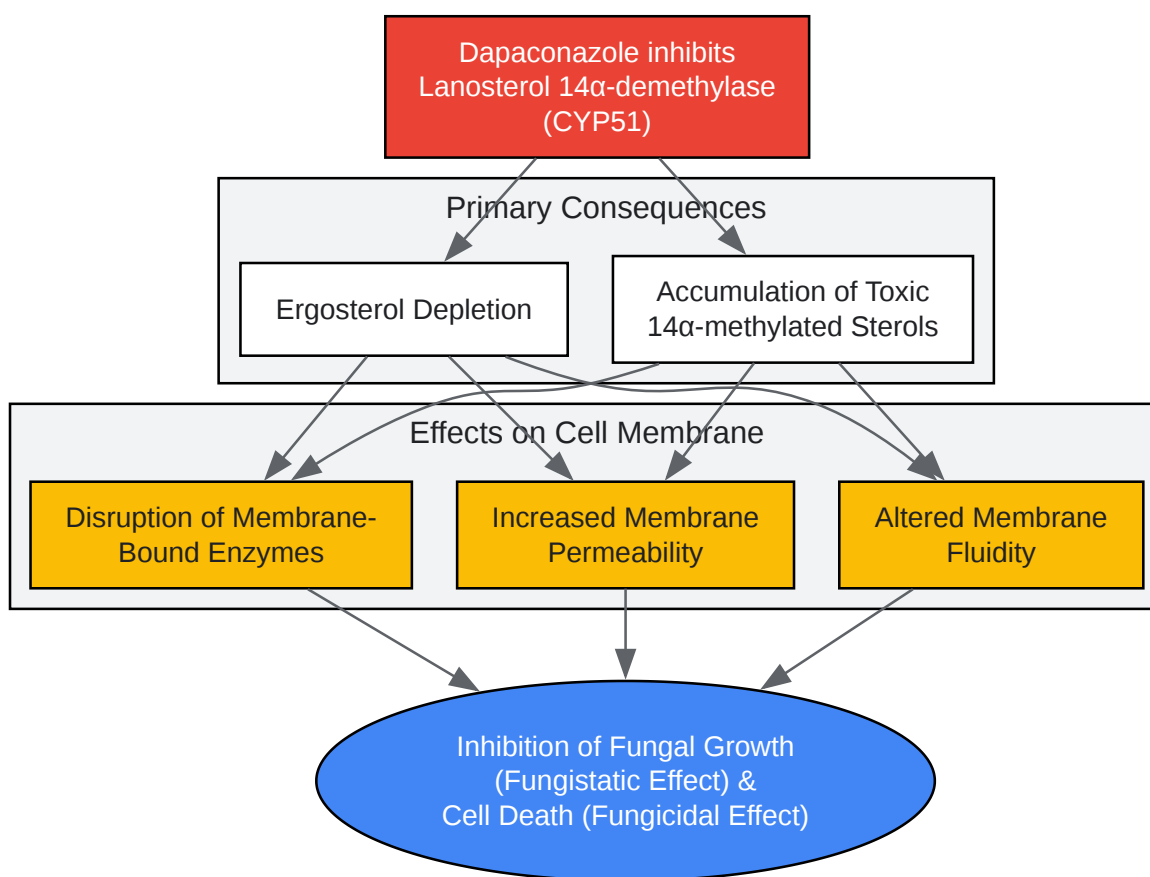 Dapaconazole inhibits
Lanosterol 14α-demethylase
(CYP51)
Primary Consequences
Ergosterol Depletion
Accumulation of Toxic
14α-methylated Sterols
Effects on Cell Membrane
Disruption of Membrane-
Bound Enzymes
Increased Membrane
Permeability
Altered Membrane
Fluidity
Inhibition of Fungal Growth
(Fungistatic Effect) &
Cell Death (Fungicidal Effect)